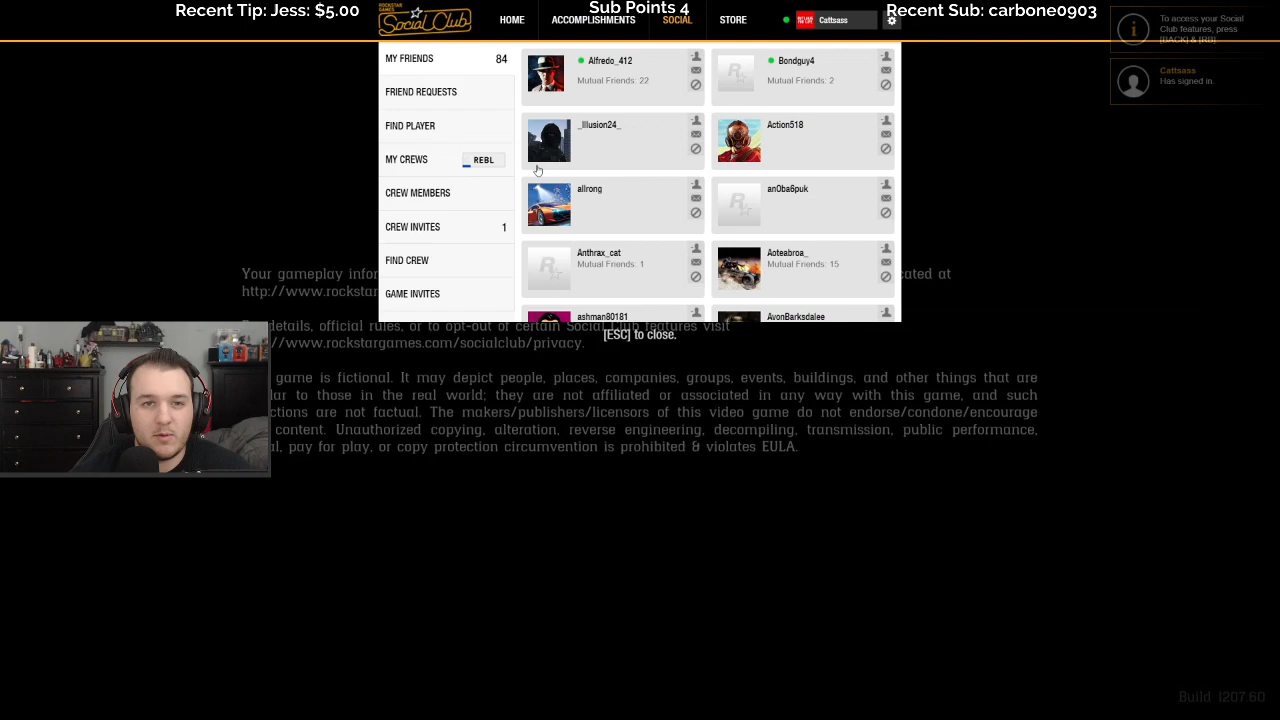 Recent Tip: Jess: $5.00
Sub Points 4
Recent Sub: carbone0903
ROCKSTAR GAMES
Social Club
HOME
ACCOMPLISHMENTS
SOCIAL
STORE
Cattsass
To access your Social
Club features, press
[BACK] & [RB]
Cattsass
Has signed in.
MY FRIENDS 84
FRIEND REQUESTS
FIND PLAYER
MY CREWS REBL
CREW MEMBERS
CREW INVITES 1
FIND CREW
GAME INVITES
Alfredo_412
Mutual Friends: 22
Bondguy4
Mutual Friends: 2
_Illusion24_
Action518
allrong
an0ba6puk
Anthrax_cat
Mutual Friends: 1
Aoteabroa_
Mutual Friends: 15
ashman80181
AvonBarksdalee
[ESC] to close.
Your gameplay infor
cated at
http://www.rockstar
details, official rules, or to opt-out of certain Social Club features visit
://www.rockstargames.com/socialclub/privacy.
game is fictional. It may depict people, places, companies, groups, events, buildings, and other things that are
lar to those in the real world; they are not affiliated or associated in any way with this game, and such
ctions are not factual. The makers/publishers/licensors of this video game do not endorse/condone/encourage
content. Unauthorized copying, alteration, reverse engineering, decompiling, transmission, public performance,
al, pay for play, or copy protection circumvention is prohibited & violates EULA.
Build 1207.60